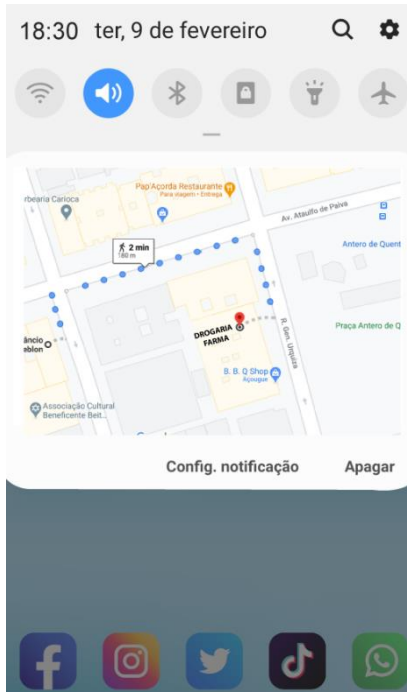 18:30 ter, 9 de fevereiro
rbearia Carioca
Pap'Açorda Restaurante
Para viagem - Entrega
Av. Ataulfo de Paiva
2 min
180 m
Antero de Quent
âncio
eblon
DROGARIA
FARMA
R. Gen. Urquiza
Praça Antero de Q
B. B. Q Shop
Açougue
Associação Cultural
Beneficente Beit...
Config. notificação Apagar